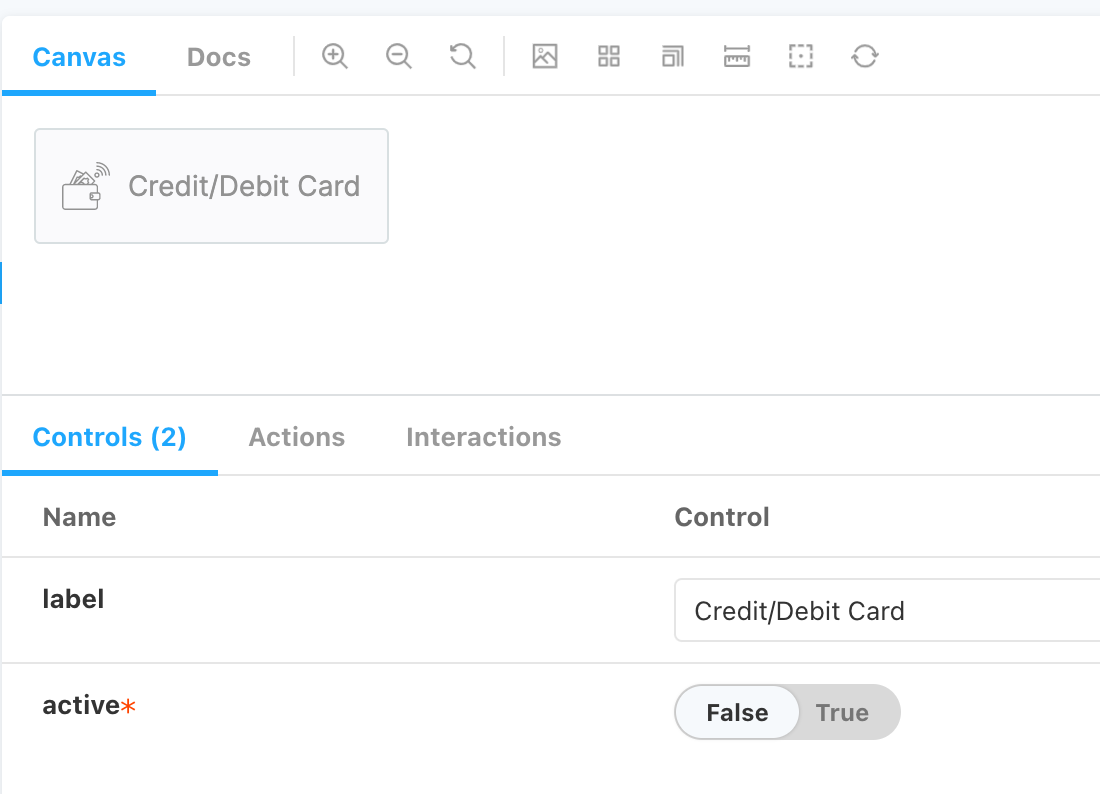 Canvas Docs
Credit/Debit Card
Controls (2) Actions Interactions
Name Control
label Credit/Debit Card
active* False True